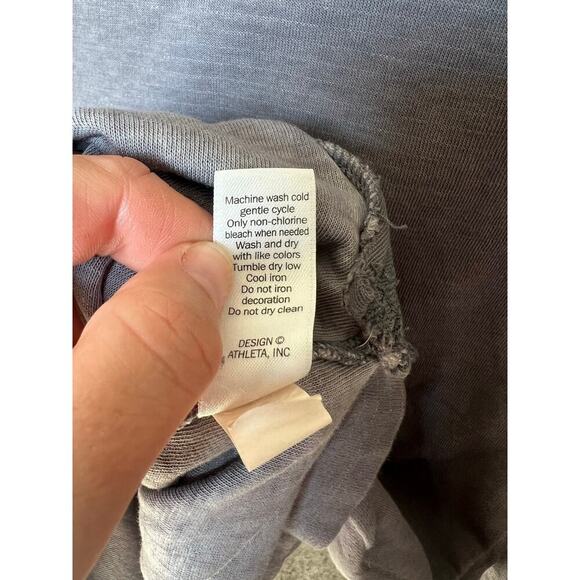 Machine wash cold
gentle cycle
Only non-chlorine
bleach when needed
Wash and dry
with like colors
Tumble dry low
Cool iron
Do not iron
decoration
Do not dry clean
DESIGN ©
ATHLETA, INC